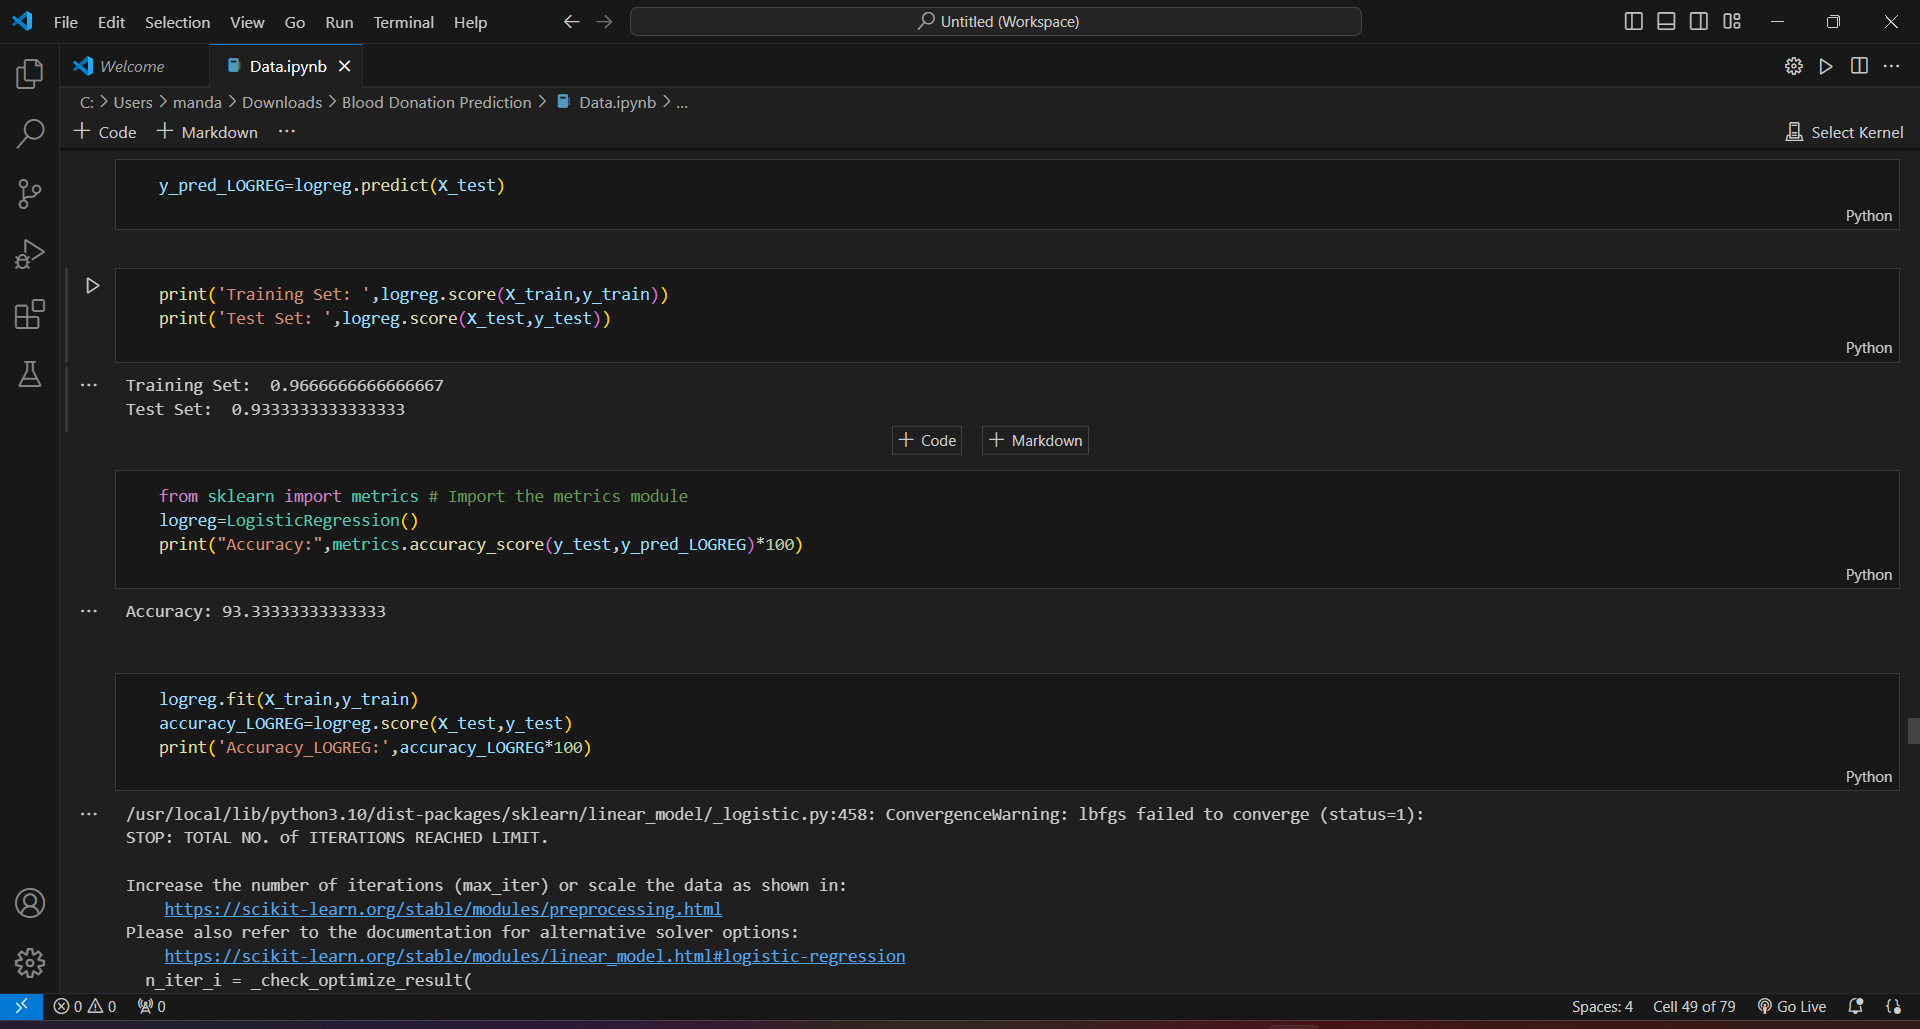 File Edit Selection View Go Run Terminal Help Untitled (Workspace)
Welcome Data.ipynb
C: > Users > manda > Downloads > Blood Donation Prediction > Data.ipynb > ...
+ Code + Markdown ... Select Kernel
y_pred_LOGREG=logreg.predict(X_test)
Python
print('Training Set: ',logreg.score(X_train,y_train))
print('Test Set: ',logreg.score(X_test,y_test))
Python
Training Set:  0.9666666666666667
Test Set:  0.9333333333333333
+ Code + Markdown
from sklearn import metrics # Import the metrics module
logreg=LogisticRegression()
print("Accuracy:",metrics.accuracy_score(y_test,y_pred_LOGREG)*100)
Python
Accuracy: 93.33333333333333
logreg.fit(X_train,y_train)
accuracy_LOGREG=logreg.score(X_test,y_test)
print('Accuracy_LOGREG:',accuracy_LOGREG*100)
Python
/usr/local/lib/python3.10/dist-packages/sklearn/linear_model/_logistic.py:458: ConvergenceWarning: lbfgs failed to converge (status=1):
STOP: TOTAL NO. of ITERATIONS REACHED LIMIT.
Increase the number of iterations (max_iter) or scale the data as shown in:
https://scikit-learn.org/stable/modules/preprocessing.html
Please also refer to the documentation for alternative solver options:
https://scikit-learn.org/stable/modules/linear_model.html#logistic-regression
n_iter_i = _check_optimize_result(
0 0 0 Spaces: 4 Cell 49 of 79 Go Live